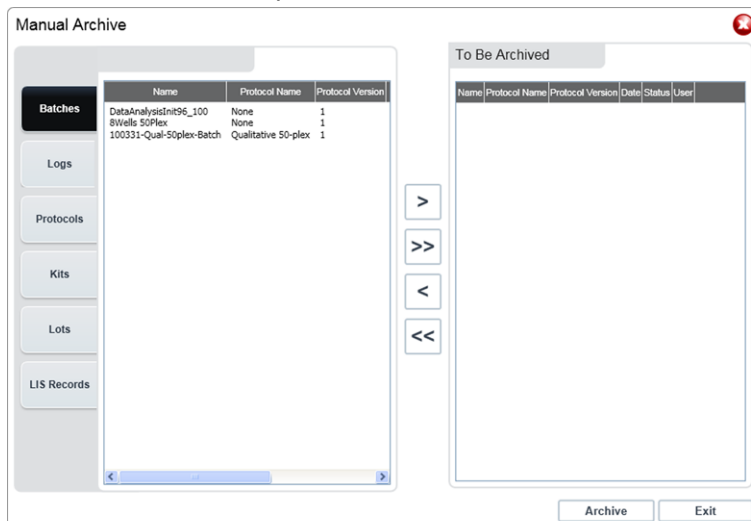 Manual Archive
To Be Archived
Name Protocol Name Protocol Version
Name Protocol Name Protocol Version Date Status User
Batches
DataAnalysisInit96_100 None 1
8Wells 50Plex None 1
100331-Qual-50plex-Batch Qualitative 50-plex 1
Logs
Protocols
Kits
Lots
LIS Records
>
>>
<
<<
Archive Exit